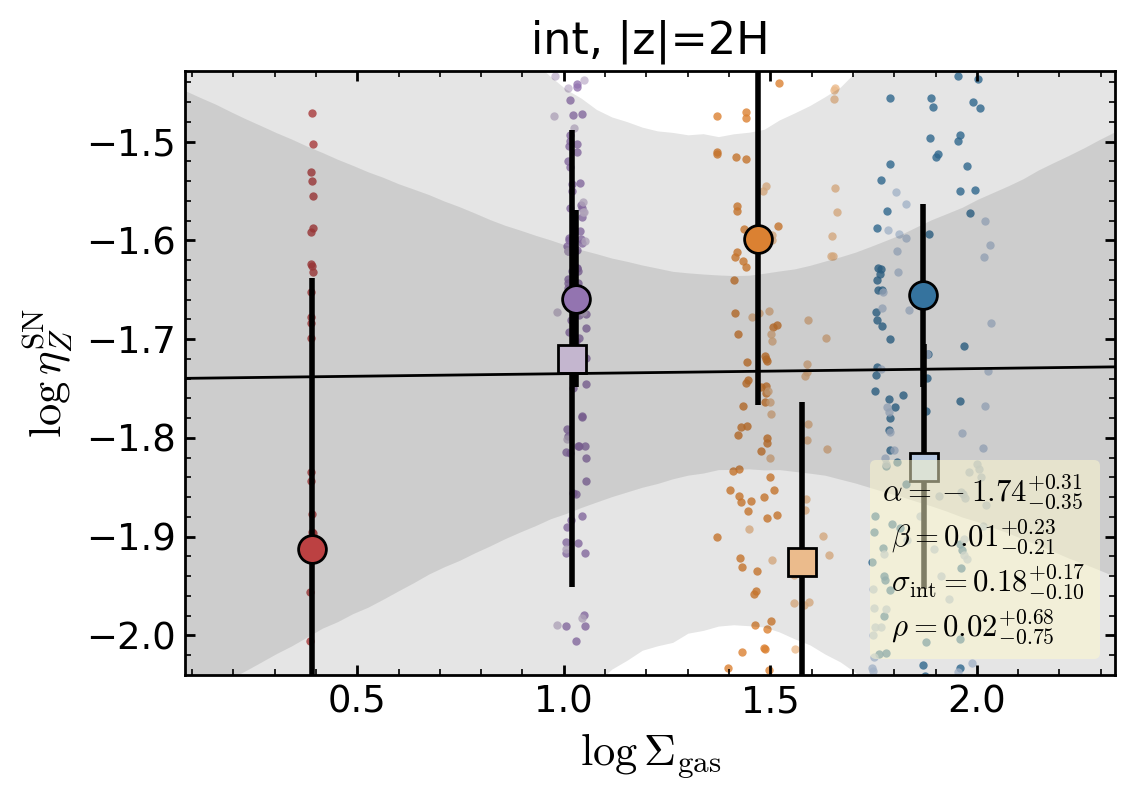 int, |z|=2H
log η_Z^SN
−1.5
−1.6
−1.7
−1.8
−1.9
−2.0
α = −1.74^{+0.31}_{−0.35}
β = 0.01^{+0.23}_{−0.21}
σ_int = 0.18^{+0.17}_{−0.10}
ρ = 0.02^{+0.68}_{−0.75}
0.5 1.0 1.5 2.0
log Σ_gas